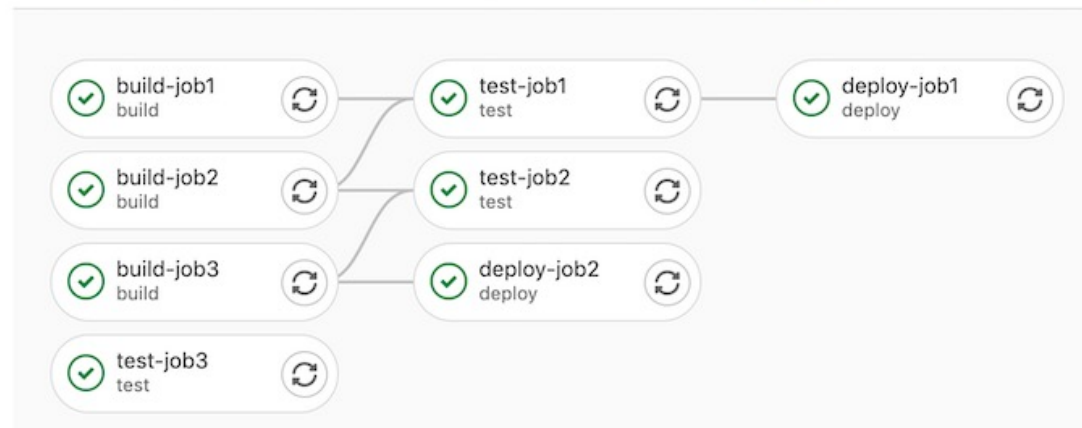 build-job1
build
build-job2
build
build-job3
build
test-job3
test
test-job1
test
test-job2
test
deploy-job2
deploy
deploy-job1
deploy